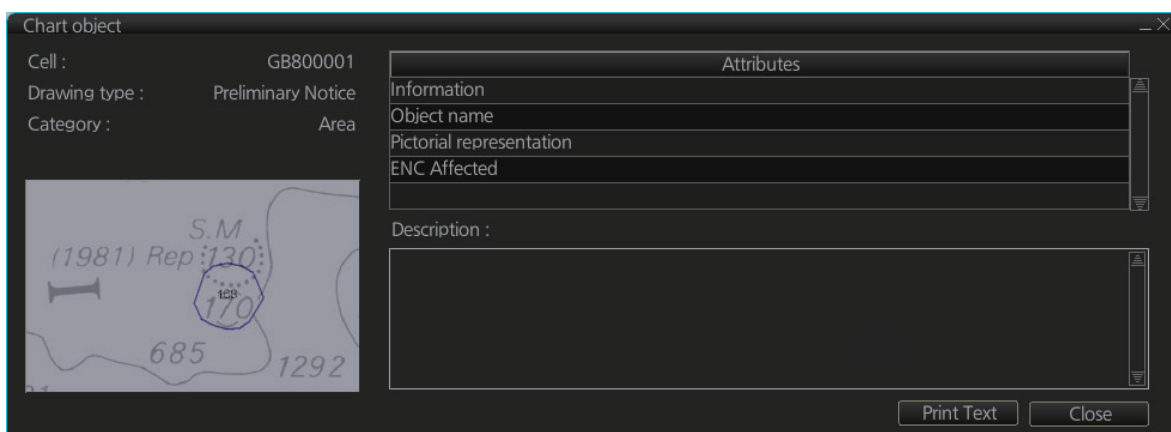 Chart object
Cell : GB800001
Drawing type : Preliminary Notice
Category : Area
Attributes
Information
Object name
Pictorial representation
ENC Affected
S.M
(1981) Rep 130
170
685
1292
Description :
Print Text
Close